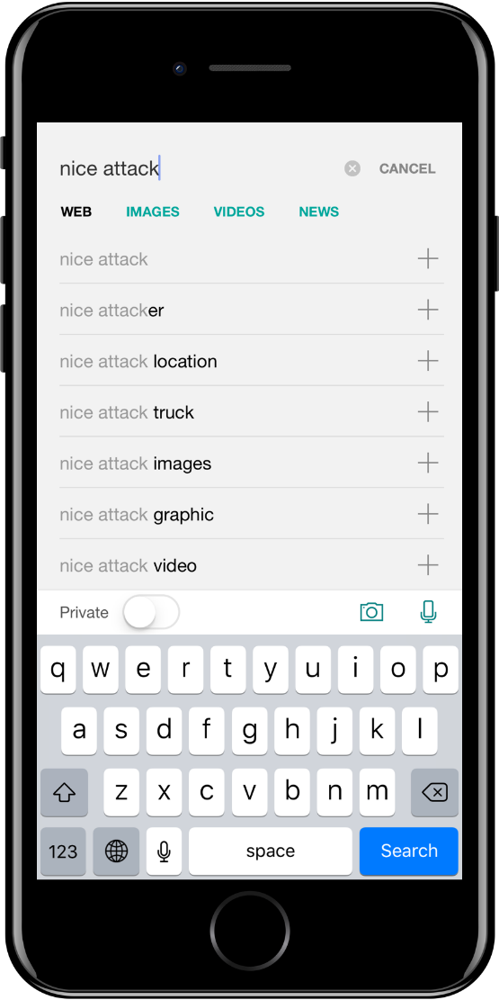 nice attack CANCEL
WEB IMAGES VIDEOS NEWS
nice attack
nice attacker
nice attack location
nice attack truck
nice attack images
nice attack graphic
nice attack video
Private
q w e r t y u i o p
a s d f g h j k l
z x c v b n m
123 space Search